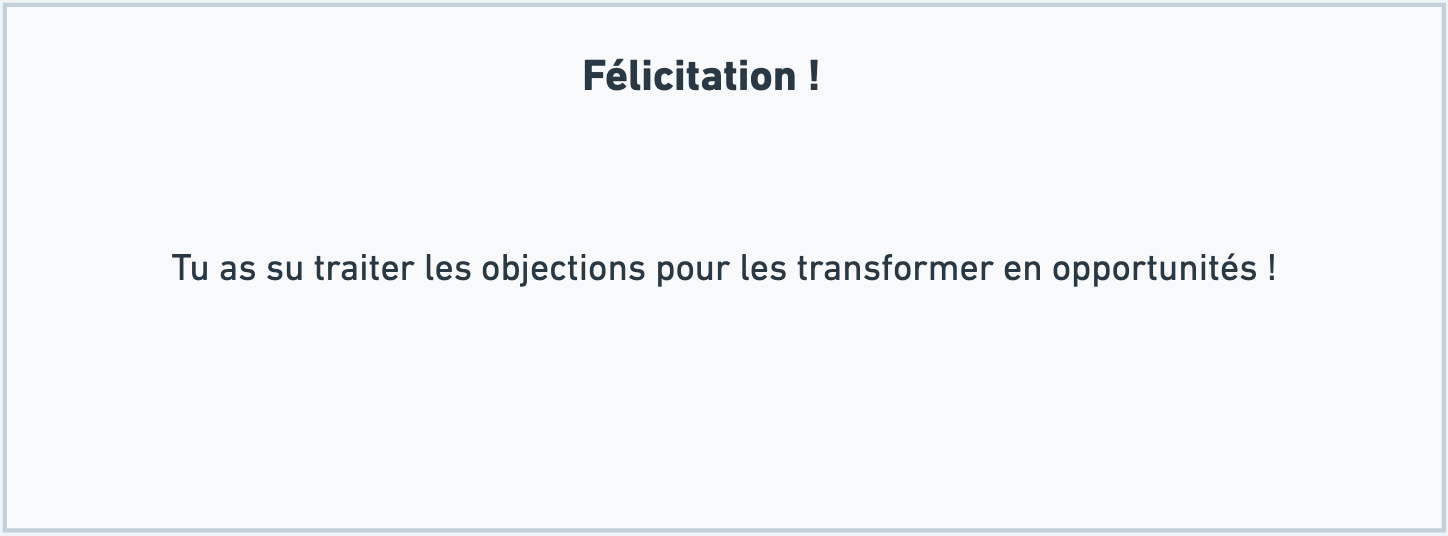 Félicitation !
Tu as su traiter les objections pour les transformer en opportunités !